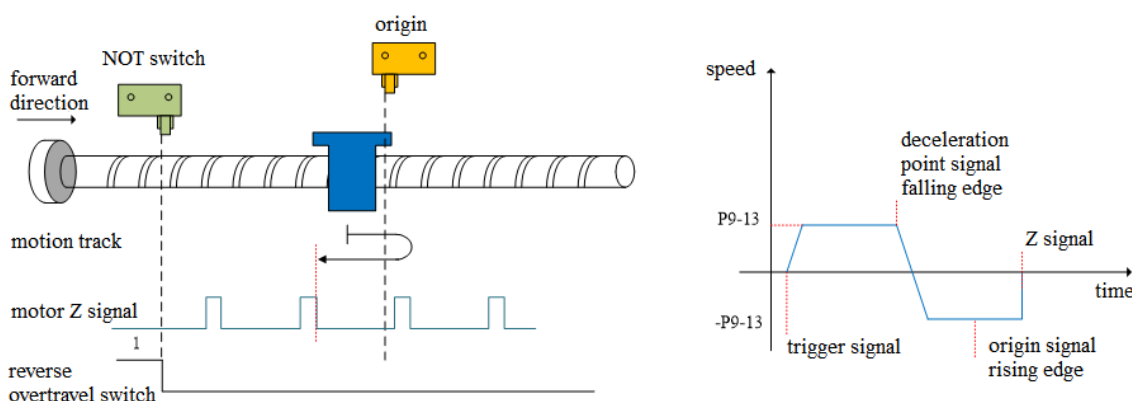 origin
NOT switch
forward
direction
motion track
motor Z signal
1
reverse
overtravel switch
speed
deceleration
point signal
falling edge
P9-13
Z signal
time
-P9-13
trigger signal
origin signal
rising edge